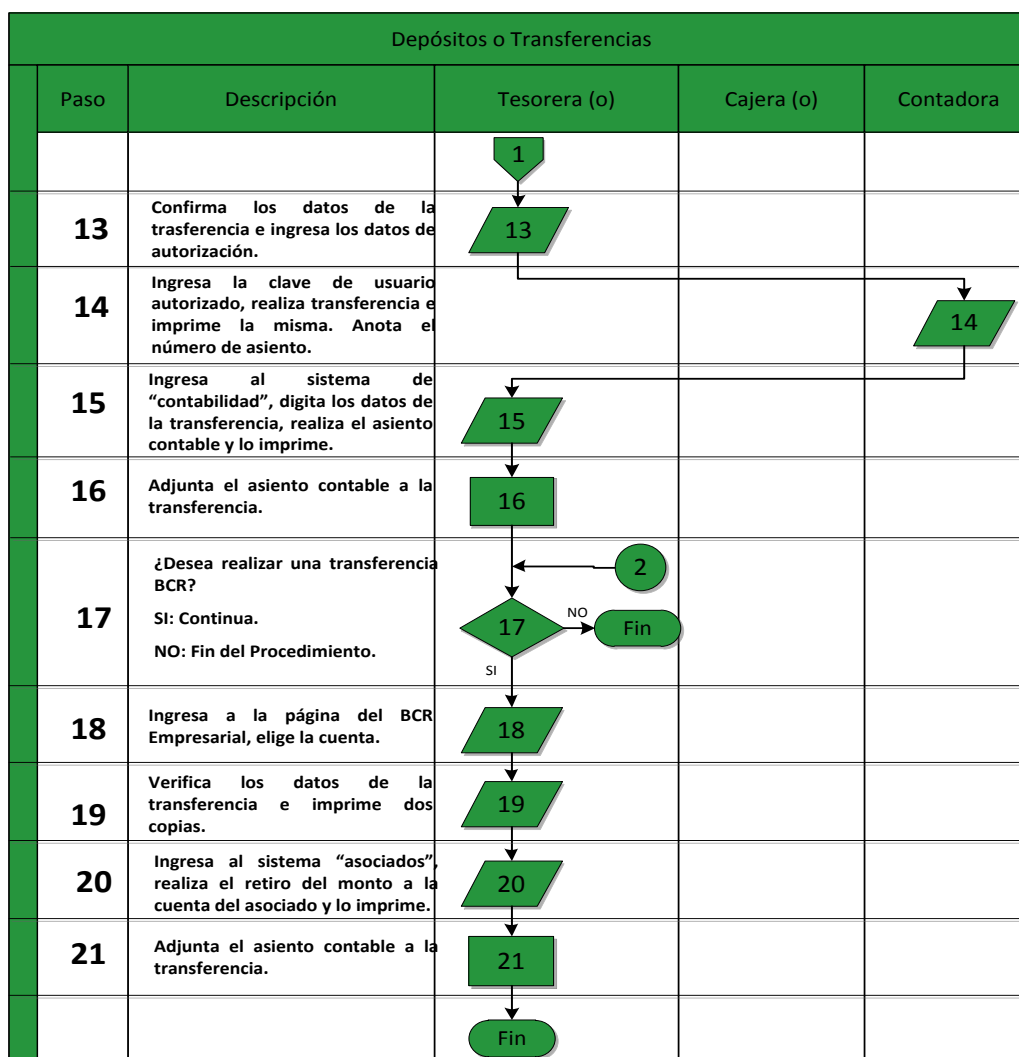 Depósitos o Transferencias
Paso
Descripción
Tesorera (o)
Cajera (o)
Contadora
1
13
Confirma los datos de la
trasferencia e ingresa los datos de
autorización.
13
14
Ingresa la clave de usuario
autorizado, realiza transferencia e
imprime la misma. Anota el
número de asiento.
14
15
Ingresa al sistema de
“contabilidad”, digita los datos de
la transferencia, realiza el asiento
contable y lo imprime.
15
16
Adjunta el asiento contable a la
transferencia.
16
17
¿Desea realizar una transferencia
BCR?
SI: Continua.
NO: Fin del Procedimiento.
2
17
NO
Fin
SI
18
Ingresa a la página del BCR
Empresarial, elige la cuenta.
18
19
Verifica los datos de la
transferencia e imprime dos
copias.
19
20
Ingresa al sistema “asociados”,
realiza el retiro del monto a la
cuenta del asociado y lo imprime.
20
21
Adjunta el asiento contable a la
transferencia.
21
Fin